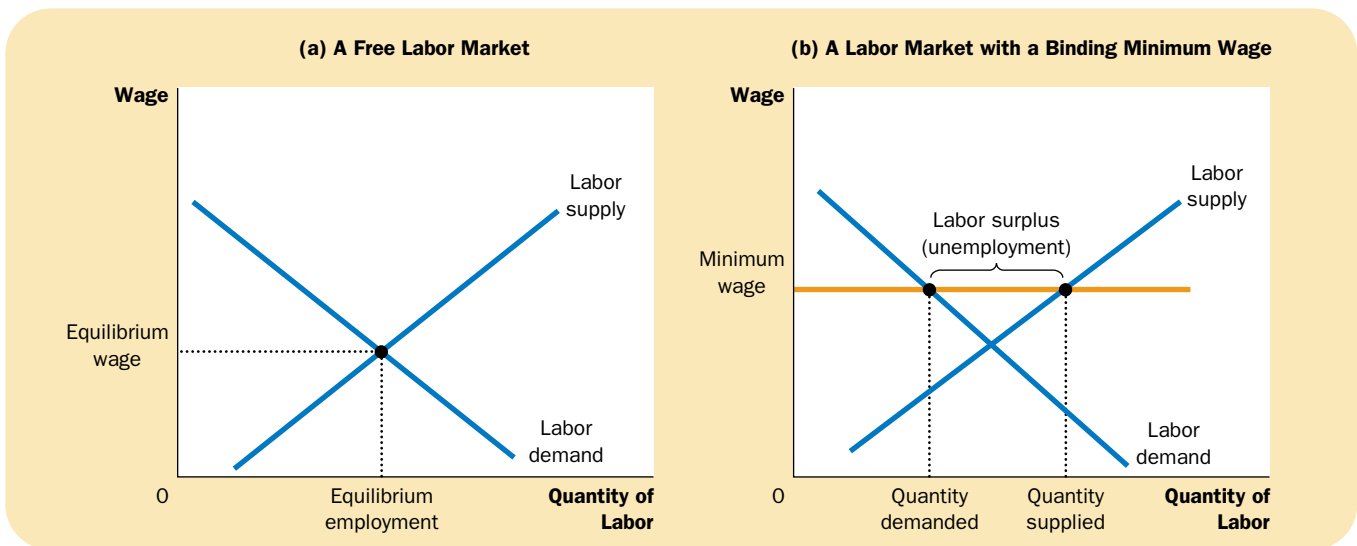 (a) A Free Labor Market
Wage
Labor
supply
Equilibrium
wage
Labor
demand
0
Equilibrium
employment
Quantity of
Labor
(b) A Labor Market with a Binding Minimum Wage
Wage
Labor
supply
Labor surplus
(unemployment)
Minimum
wage
Labor
demand
0
Quantity
demanded
Quantity
supplied
Quantity of
Labor